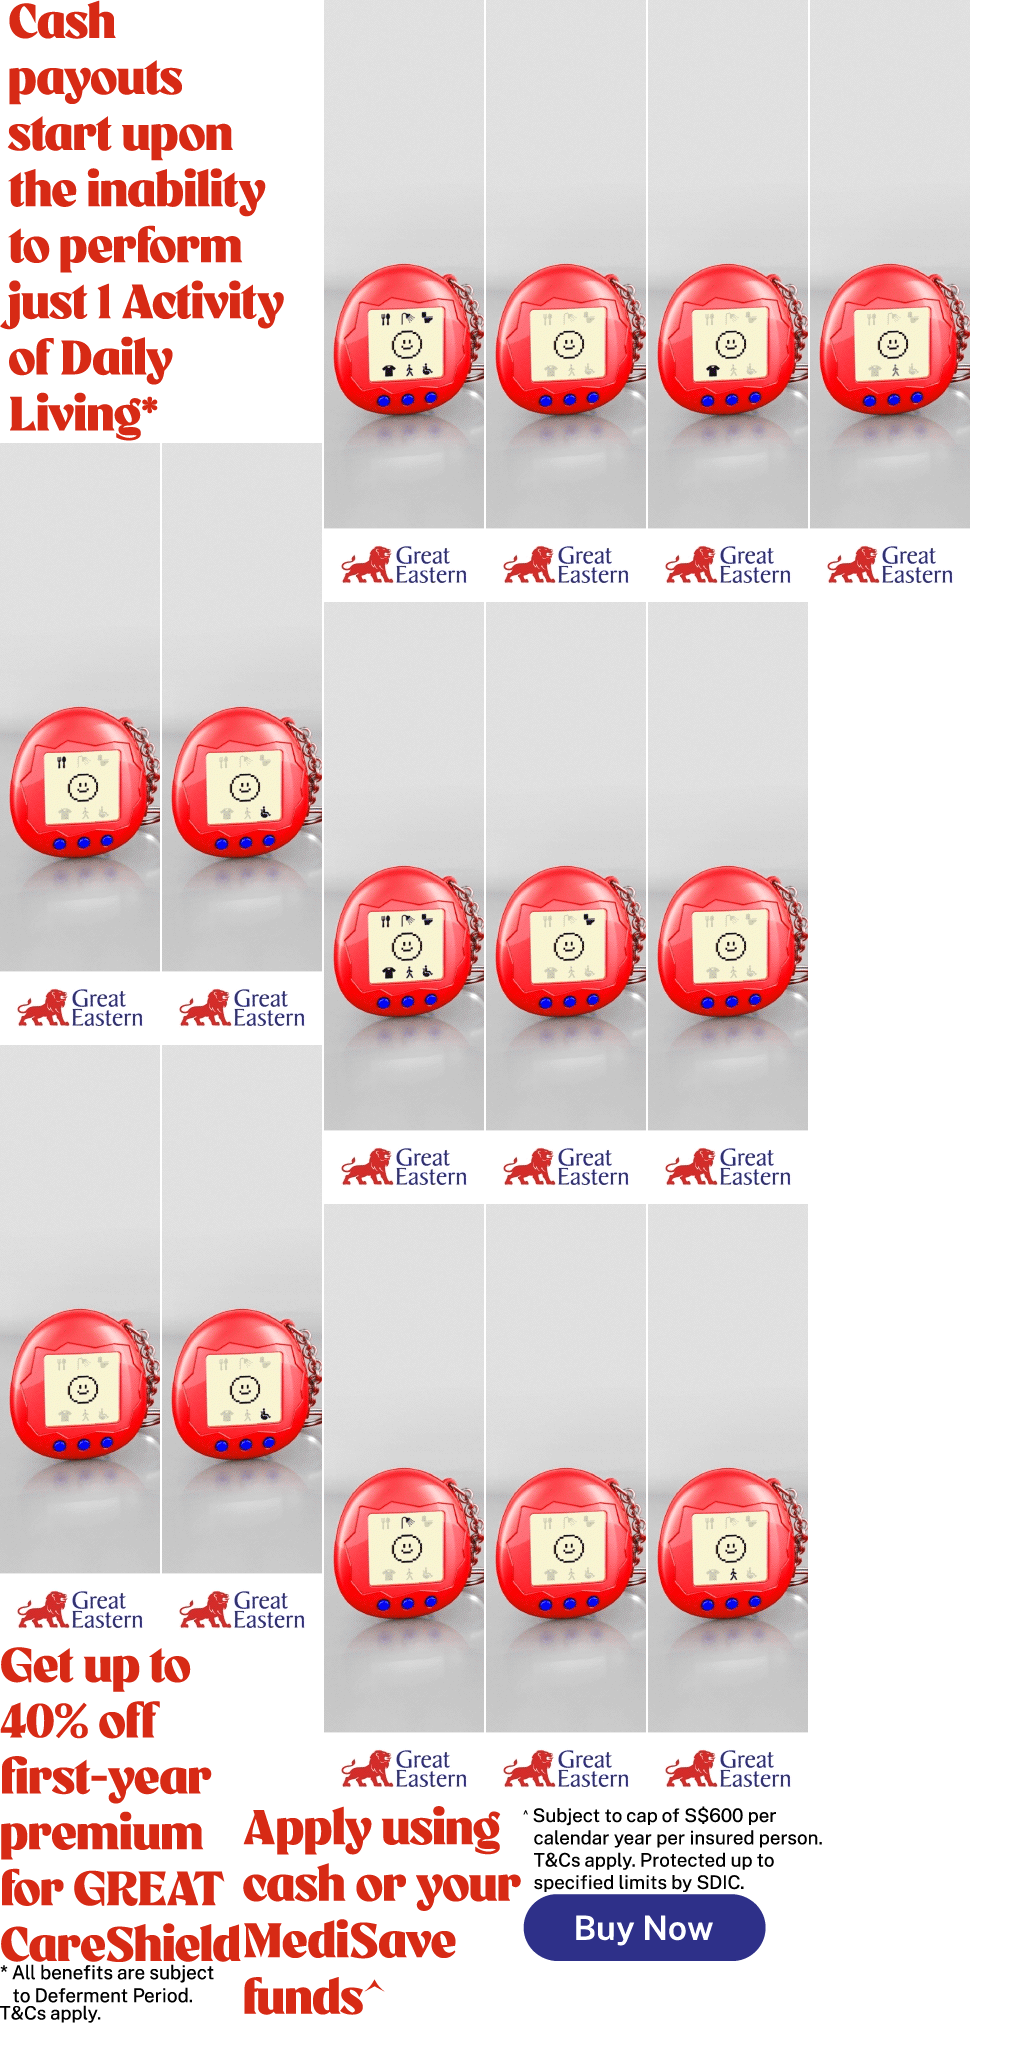 Cash
payouts
start upon
the inability
to perform
just 1 Activity
of Daily
Living*
Great
Eastern
Great
Eastern
Great
Eastern
Great
Eastern
Great
Eastern
Great
Eastern
Great
Eastern
Great
Eastern
Great
Eastern
Great
Eastern
Great
Eastern
Great
Eastern
Great
Eastern
Great
Eastern
Get up to
40% off
first-year
premium
for GREAT
CareShield
* All benefits are subject
to Deferment Period.
T&Cs apply.
Apply using
cash or your
MediSave
funds^
^ Subject to cap of S$600 per
calendar year per insured person.
T&Cs apply. Protected up to
specified limits by SDIC.
Buy Now